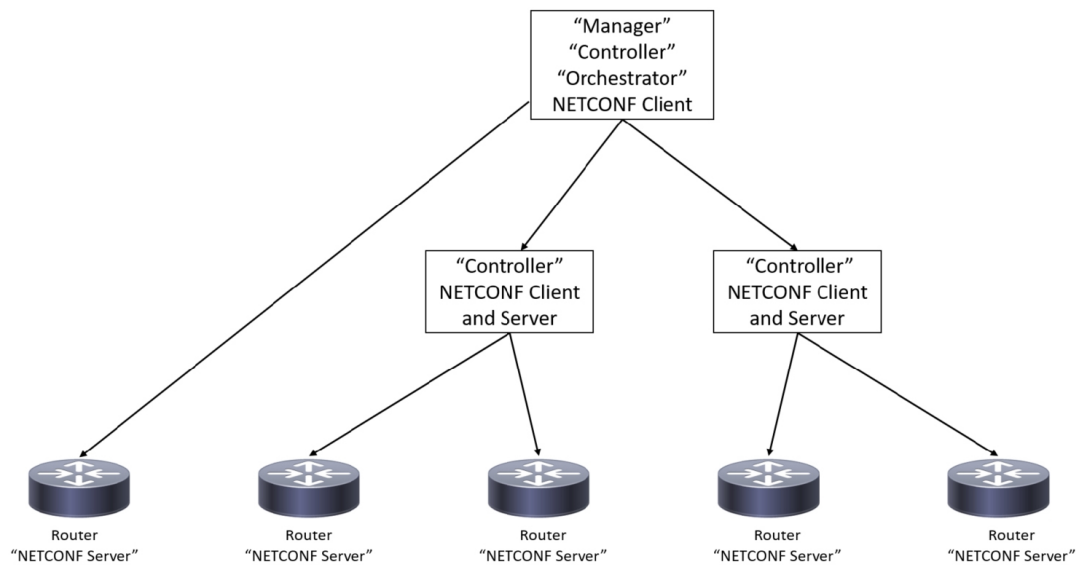 “Manager”
“Controller”
“Orchestrator”
NETCONF Client
“Controller”
NETCONF Client
and Server
“Controller”
NETCONF Client
and Server
Router
“NETCONF Server”
Router
“NETCONF Server”
Router
“NETCONF Server”
Router
“NETCONF Server”
Router
“NETCONF Server”